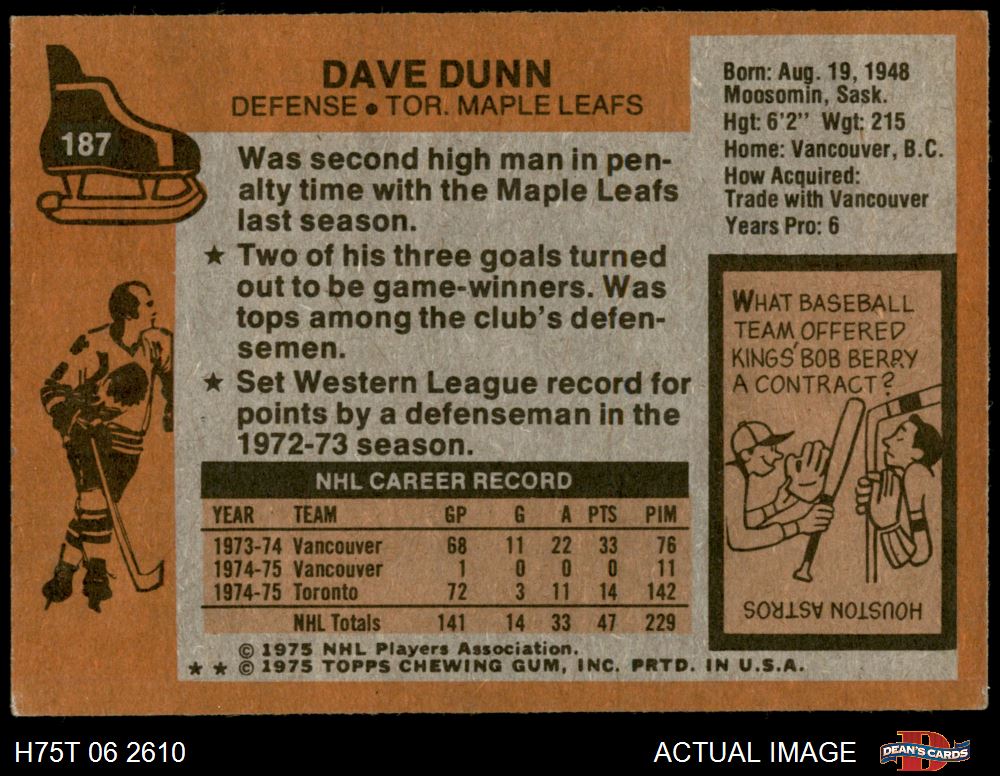 187
DAVE DUNN
DEFENSE • TOR. MAPLE LEAFS
Was second high man in pen-
alty time with the Maple Leafs
last season.
★ Two of his three goals turned
out to be game-winners. Was
tops among the club's defen-
semen.
★ Set Western League record for
points by a defenseman in the
1972-73 season.
Born: Aug. 19, 1948
Moosomin, Sask.
Hgt: 6'2" Wgt: 215
Home: Vancouver, B.C.
How Acquired:
Trade with Vancouver
Years Pro: 6
WHAT BASEBALL
TEAM OFFERED
KINGS' BOB BERRY
A CONTRACT?
HOUSTON ASTROS
NHL CAREER RECORD
YEAR TEAM GP G A PTS PIM
1973-74 Vancouver 68 11 22 33 76
1974-75 Vancouver 1 0 0 0 11
1974-75 Toronto 72 3 11 14 142
NHL Totals 141 14 33 47 229
© 1975 NHL Players Association.
★ ★ © 1975 TOPPS CHEWING GUM, INC. PRTD. IN U.S.A.
H75T 06 2610
ACTUAL IMAGE
DEAN'S CARDS